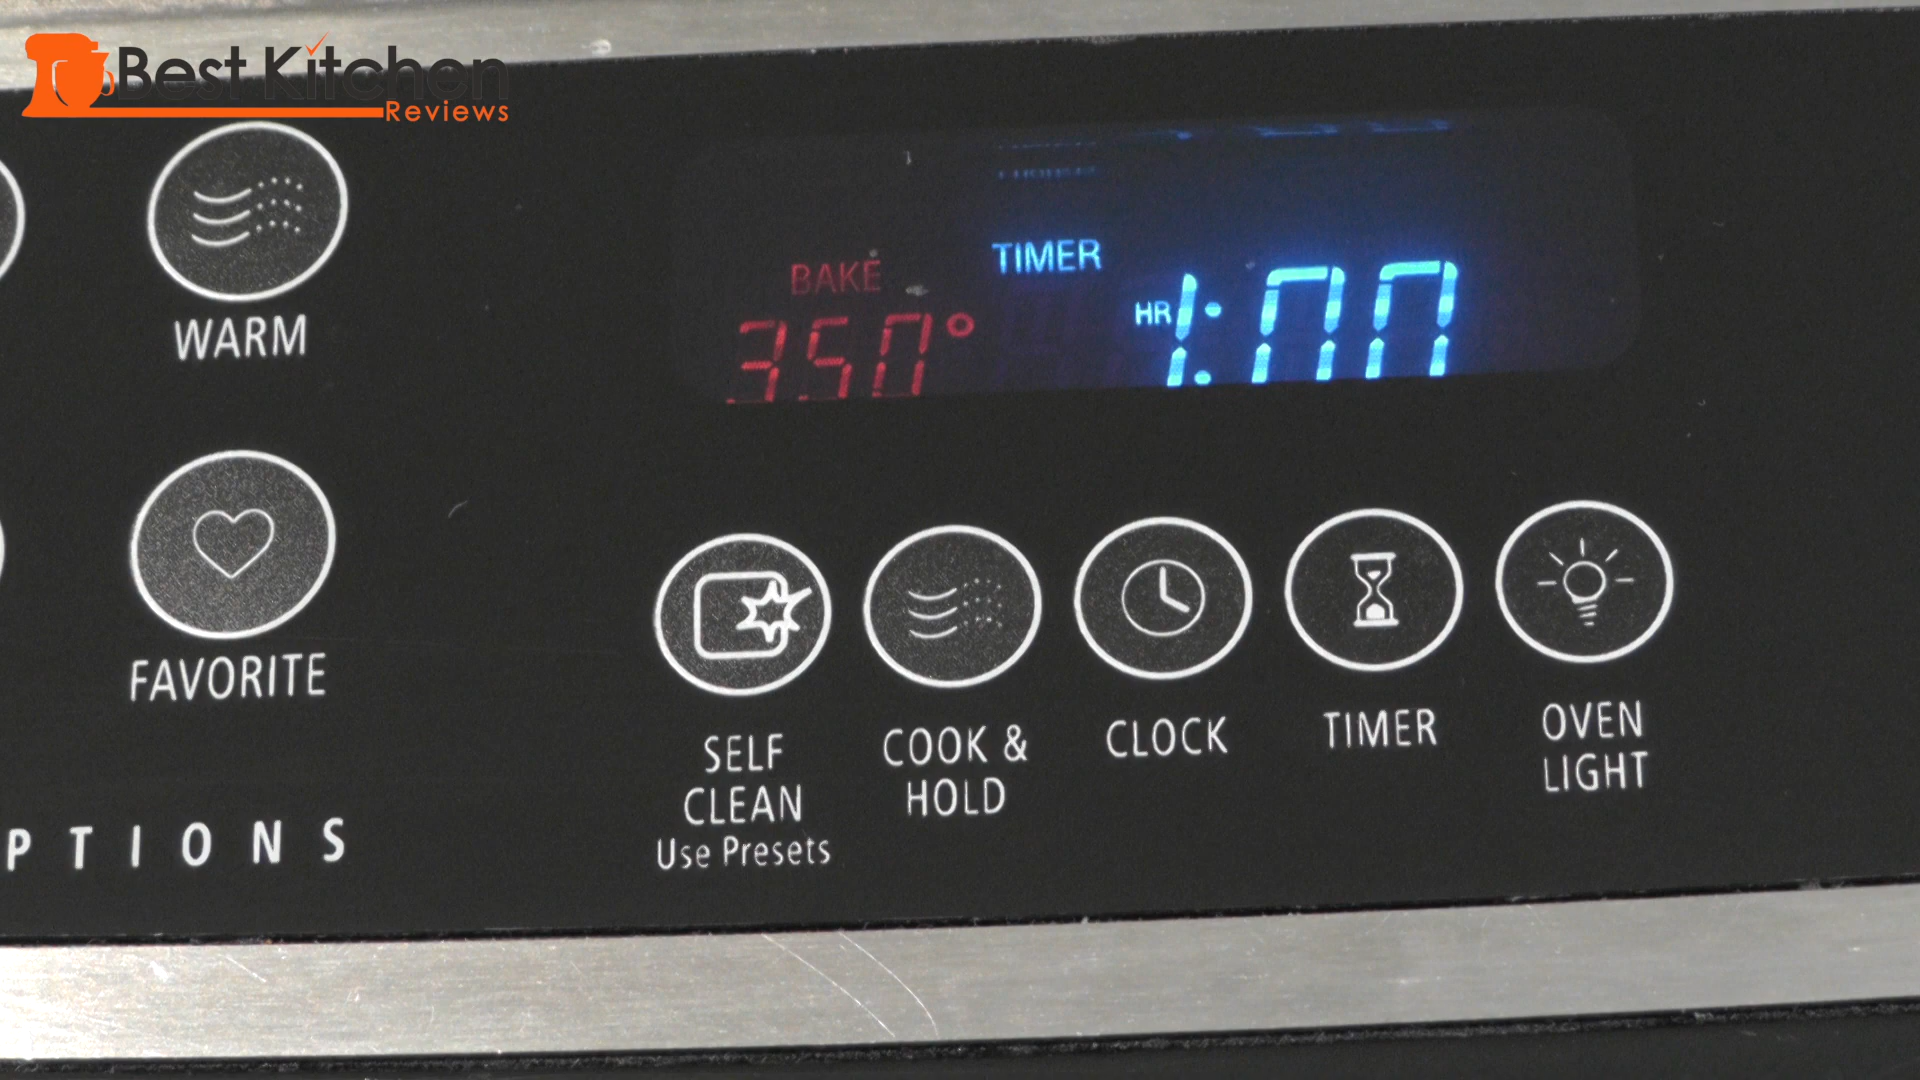 Best Kitchen
Reviews
WARM
BAKE
350°
TIMER
HR 1:00
FAVORITE
SELF
CLEAN
Use Presets
COOK &
HOLD
CLOCK
TIMER
OVEN
LIGHT
PTIONS